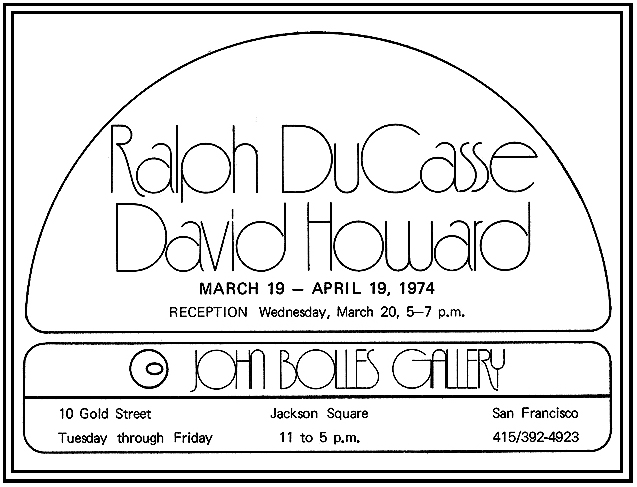 Ralph DuCasse
David Howard
MARCH 19 — APRIL 19, 1974
RECEPTION Wednesday, March 20, 5—7 p.m.
JOHN BOLLES GALLERY
10 Gold Street Jackson Square San Francisco
Tuesday through Friday 11 to 5 p.m. 415/392-4923